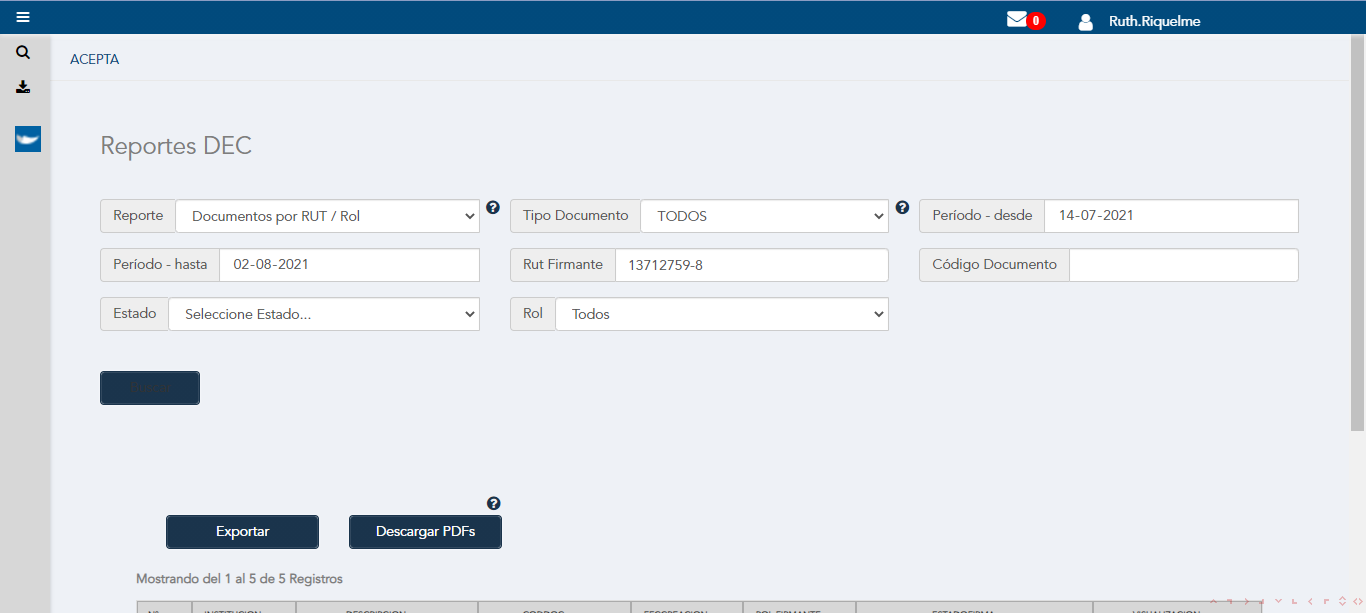 0 Ruth.Riquelme
ACEPTA
Reportes DEC
Reporte Documentos por RUT / Rol Tipo Documento TODOS Período - desde 14-07-2021
Período - hasta 02-08-2021 Rut Firmante 13712759-8 Código Documento
Estado Seleccione Estado... Rol Todos
Exportar Descargar PDFs
Mostrando del 1 al 5 de 5 Registros